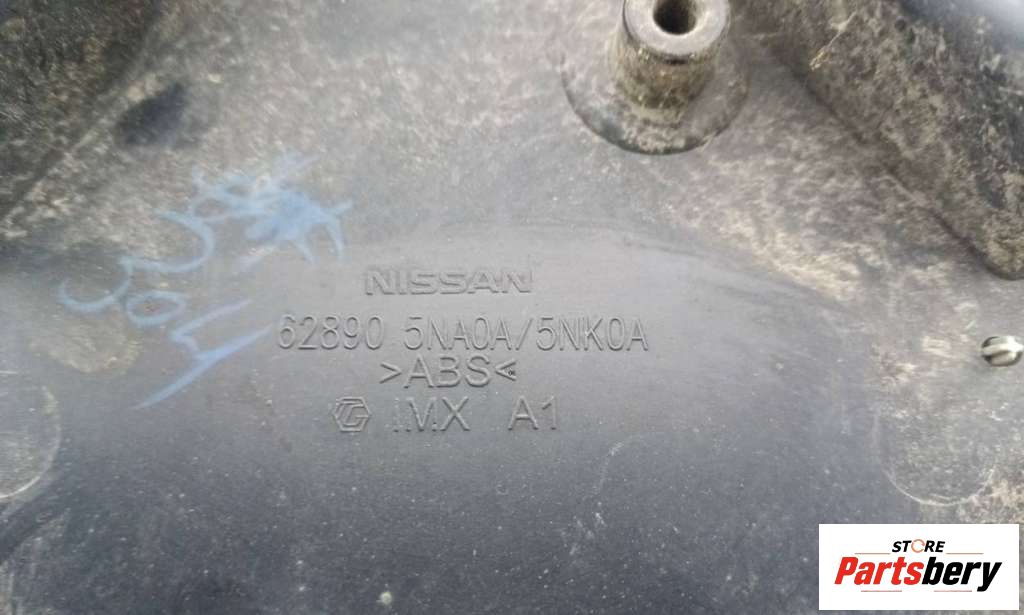 NISSAN
62890 5NA0A/5NK0A
>ABS<
IMX A1
STORE
Partsbery